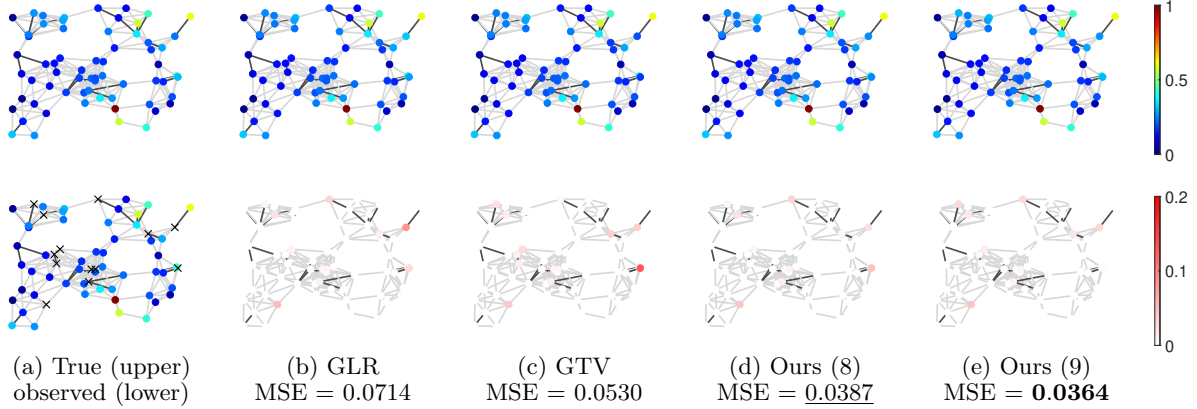 1
0.5
0
0.2
0.1
0
(a) True (upper)
observed (lower)
(b) GLR
MSE = 0.0714
(c) GTV
MSE = 0.0530
(d) Ours (8)
MSE = 0.0387
(e) Ours (9)
MSE = 0.0364